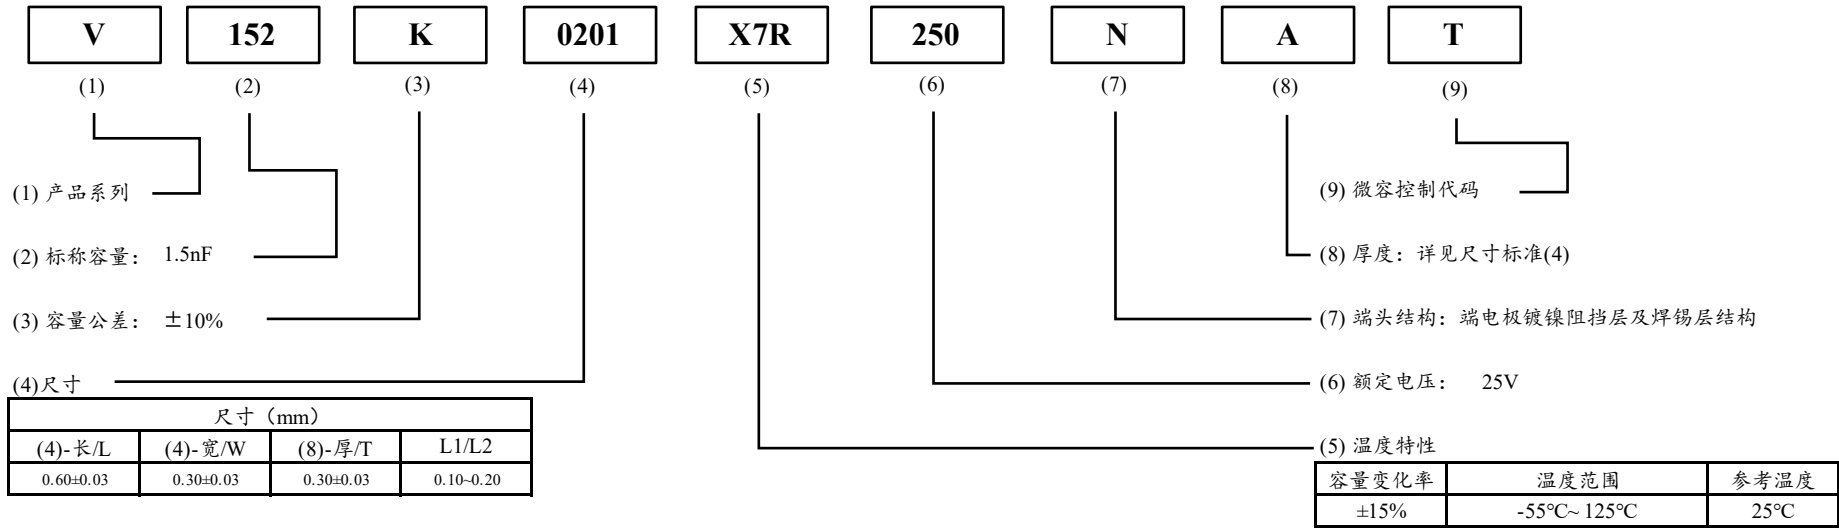 V 152 K 0201 X7R 250 N A T
(1) (2) (3) (4) (5) (6) (7) (8) (9)
(1) 产品系列
(9) 微容控制代码
(2) 标称容量： 1.5nF
(8) 厚度：详见尺寸标准(4)
(3) 容量公差： ±10%
(7) 端头结构：端电极镀镍阻挡层及焊锡层结构
(4)尺寸
(6) 额定电压： 25V
尺寸（mm）
(4)-长/L (4)-宽/W (8)-厚/T L1/L2
0.60±0.03 0.30±0.03 0.30±0.03 0.10~0.20
(5) 温度特性
容量变化率 温度范围 参考温度
±15% -55℃~ 125℃ 25℃